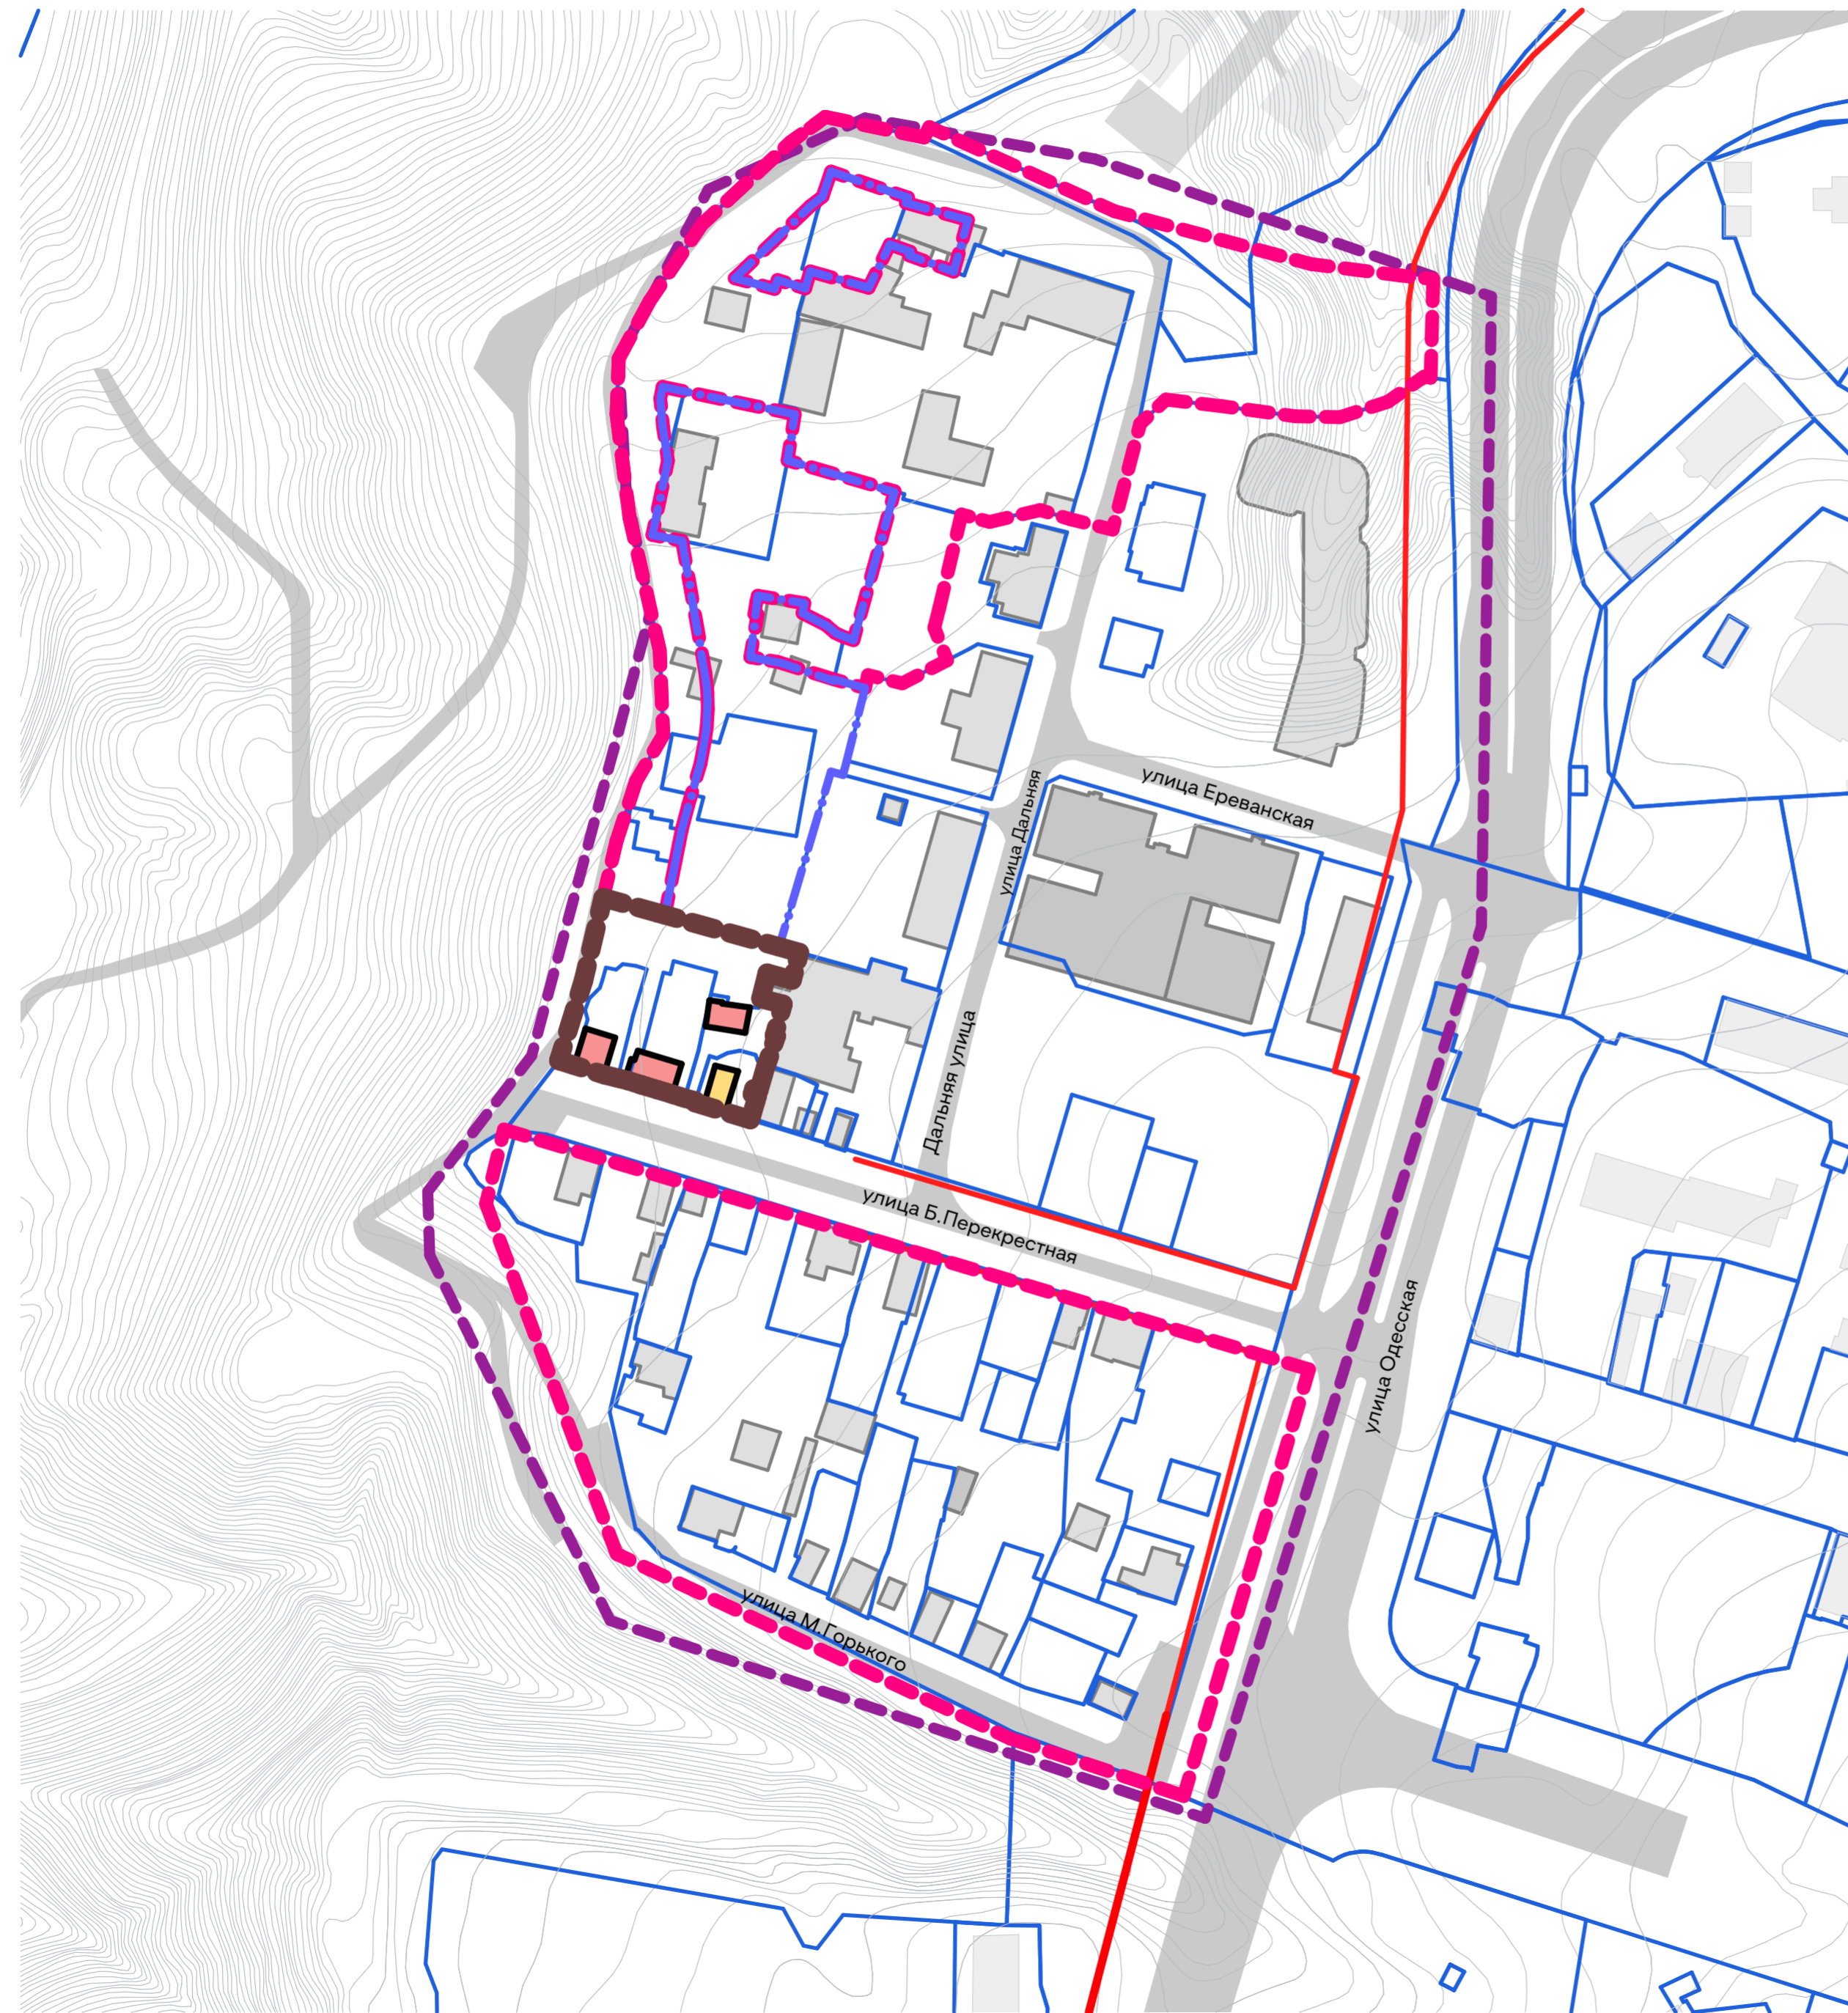 улица Ереванская
улица Дальняя
Дальняя улица
улица Б.Перекрестная
улица Одесская
улица М.Горького